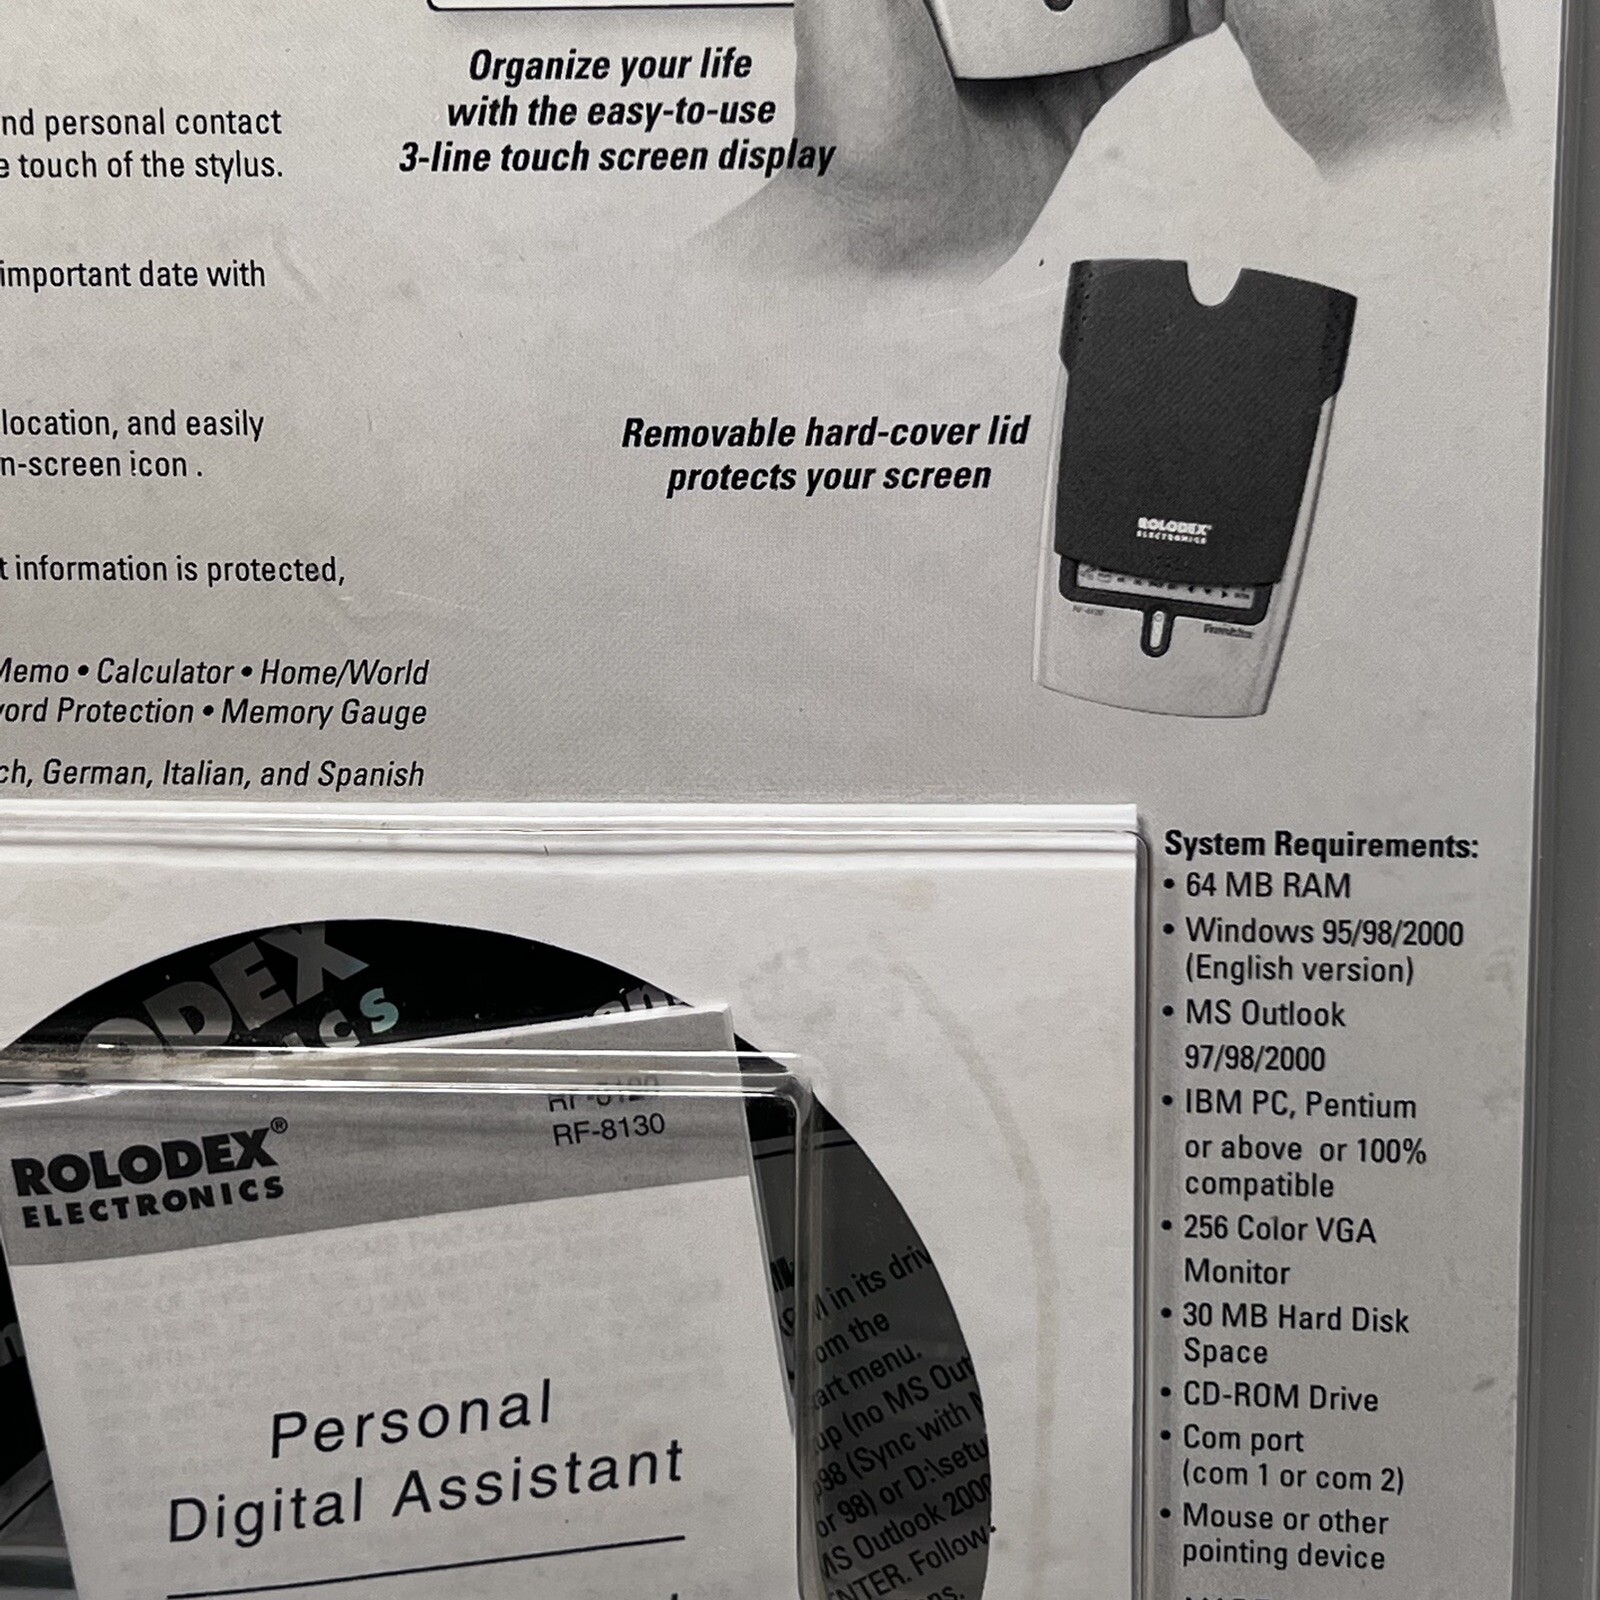 Organize your life
with the easy-to-use
3-line touch screen display
nd personal contact
e touch of the stylus.
important date with
location, and easily
n-screen icon .
Removable hard-cover lid
protects your screen
ROLODEX®
ELECTRONICS
Franklin
t information is protected,
Memo • Calculator • Home/World
ord Protection • Memory Gauge
ch, German, Italian, and Spanish
System Requirements:
• 64 MB RAM
• Windows 95/98/2000
(English version)
• MS Outlook
97/98/2000
• IBM PC, Pentium
or above or 100%
compatible
• 256 Color VGA
Monitor
• 30 MB Hard Disk
Space
• CD-ROM Drive
• Com port
(com 1 or com 2)
• Mouse or other
pointing device
ODEX
ICS
RF-8130
ROLODEX®
ELECTRONICS
Personal
Digital Assistant
M in its driv
om the
art menu.
up (no MS Out
98 (Sync with
or 98) or D:\setu
MS Outlook 2000
ENTER. Follow